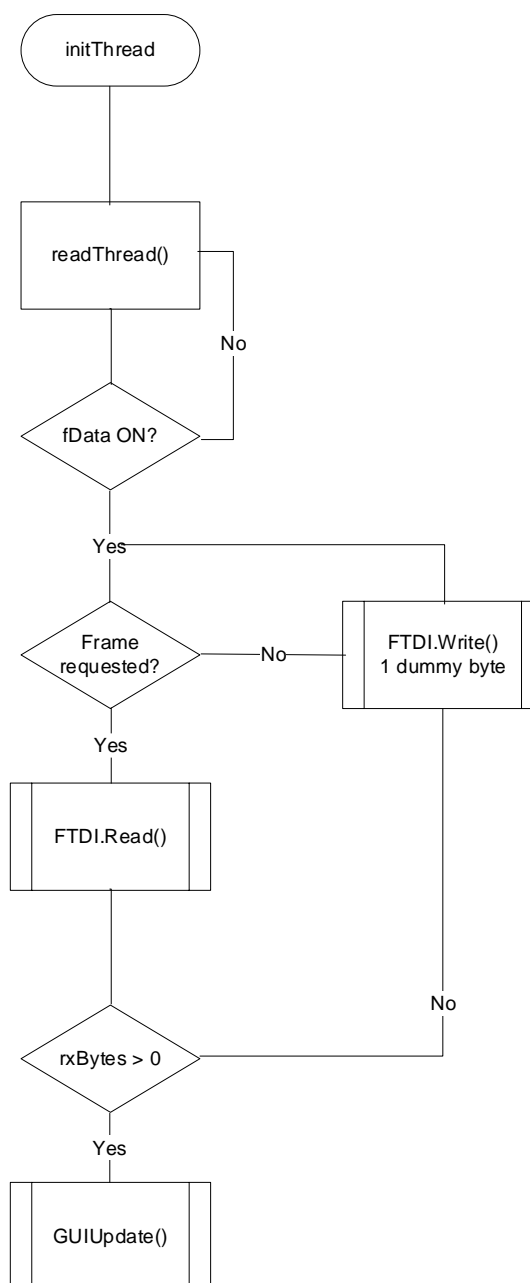 initThread
readThread()
No
fData ON?
Yes
Frame
requested?
No
FTDI.Write()
1 dummy byte
Yes
FTDI.Read()
No
rxBytes > 0
Yes
GUIUpdate()